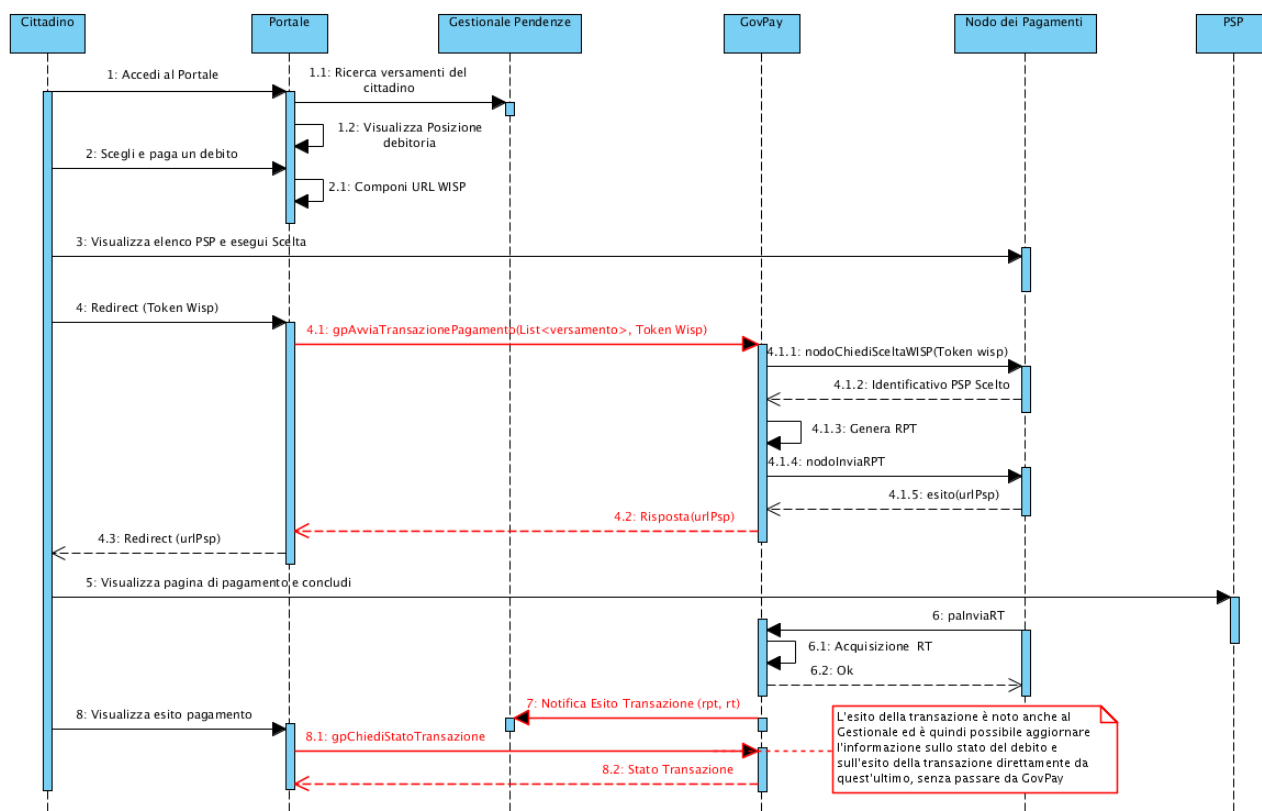 Cittadino
Portale
Gestionale Pendenze
GovPay
Nodo dei Pagamenti
PSP
1: Accedi al Portale
1.1: Ricerca versamenti del
cittadino
1.2: Visualizza Posizione
debitoria
2: Scegli e paga un debito
2.1: Componi URL WISP
3: Visualizza elenco PSP e esegui Scelta
4: Redirect (Token Wisp)
4.1: gpAvviaTransazionePagamento(List<versamento>, Token Wisp)
4.1.1: nodoChiediSceltaWISP(Token wisp)
4.1.2: Identificativo PSP Scelto
4.1.3: Genera RPT
4.1.4: nodoInviaRPT
4.1.5: esito(urlPsp)
4.2: Risposta(urlPsp)
4.3: Redirect (urlPsp)
5: Visualizza pagina di pagamento e concludi
6: paInviaRT
6.1: Acquisizione RT
6.2: Ok
7: Notifica Esito Transazione (rpt, rt)
8: Visualizza esito pagamento
8.1: gpChiediStatoTransazione
8.2: Stato Transazione
L'esito della transazione è noto anche al
Gestionale ed è quindi possibile aggiornare
l'informazione sullo stato del debito e
sull'esito della transazione direttamente da
quest'ultimo, senza passare da GovPay